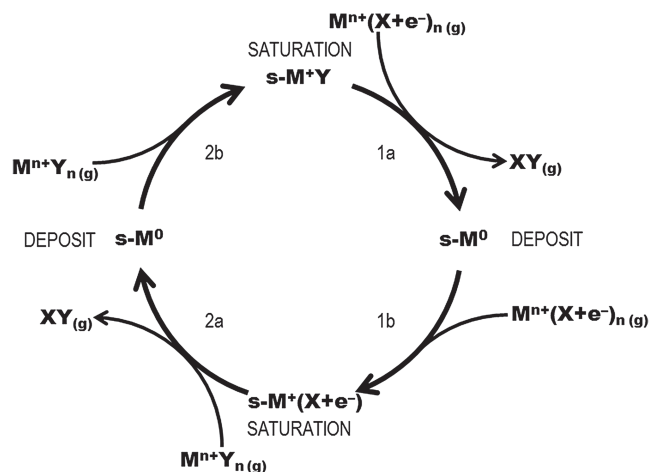 Mⁿ⁺(X+e⁻)ₙ₍g₎
SATURATION
s-M⁺Y
2b
1a
Mⁿ⁺Yₙ₍g₎
XY₍g₎
DEPOSIT s-M⁰
s-M⁰ DEPOSIT
XY₍g₎
2a
1b
Mⁿ⁺(X+e⁻)ₙ₍g₎
s-M⁺(X+e⁻)
SATURATION
Mⁿ⁺Yₙ₍g₎